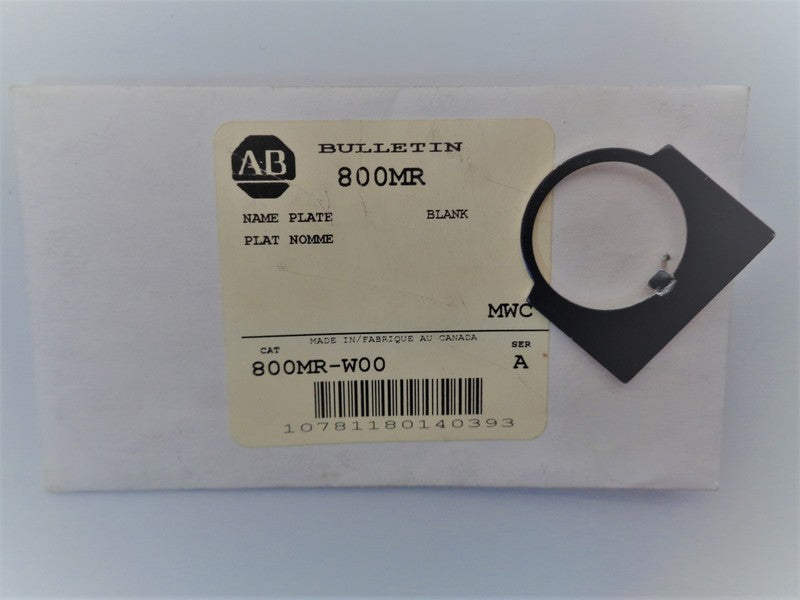 AB
BULLETIN
800MR
NAME PLATE BLANK
PLAT NOMME
MWC
MADE IN/FABRIQUE AU CANADA
CAT SER
800MR-W00 A
10781180140393